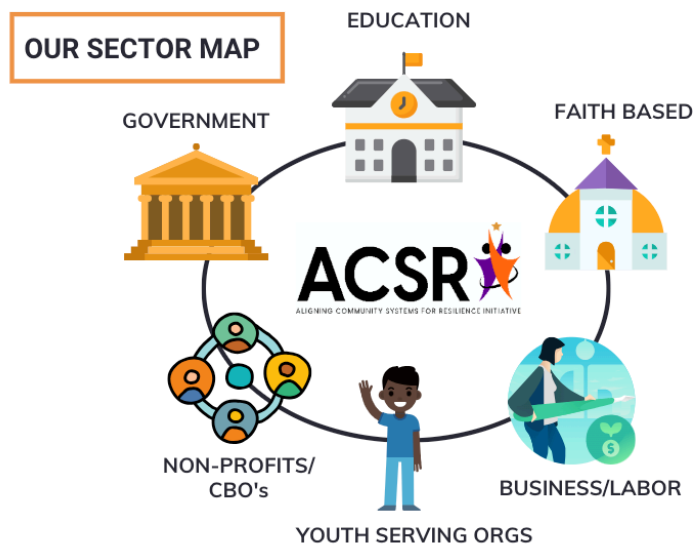 OUR SECTOR MAP
EDUCATION
GOVERNMENT
FAITH BASED
ACSR
ALIGNING COMMUNITY SYSTEMS FOR RESILIENCE INITIATIVE
NON-PROFITS/
CBO's
BUSINESS/LABOR
$
YOUTH SERVING ORGS